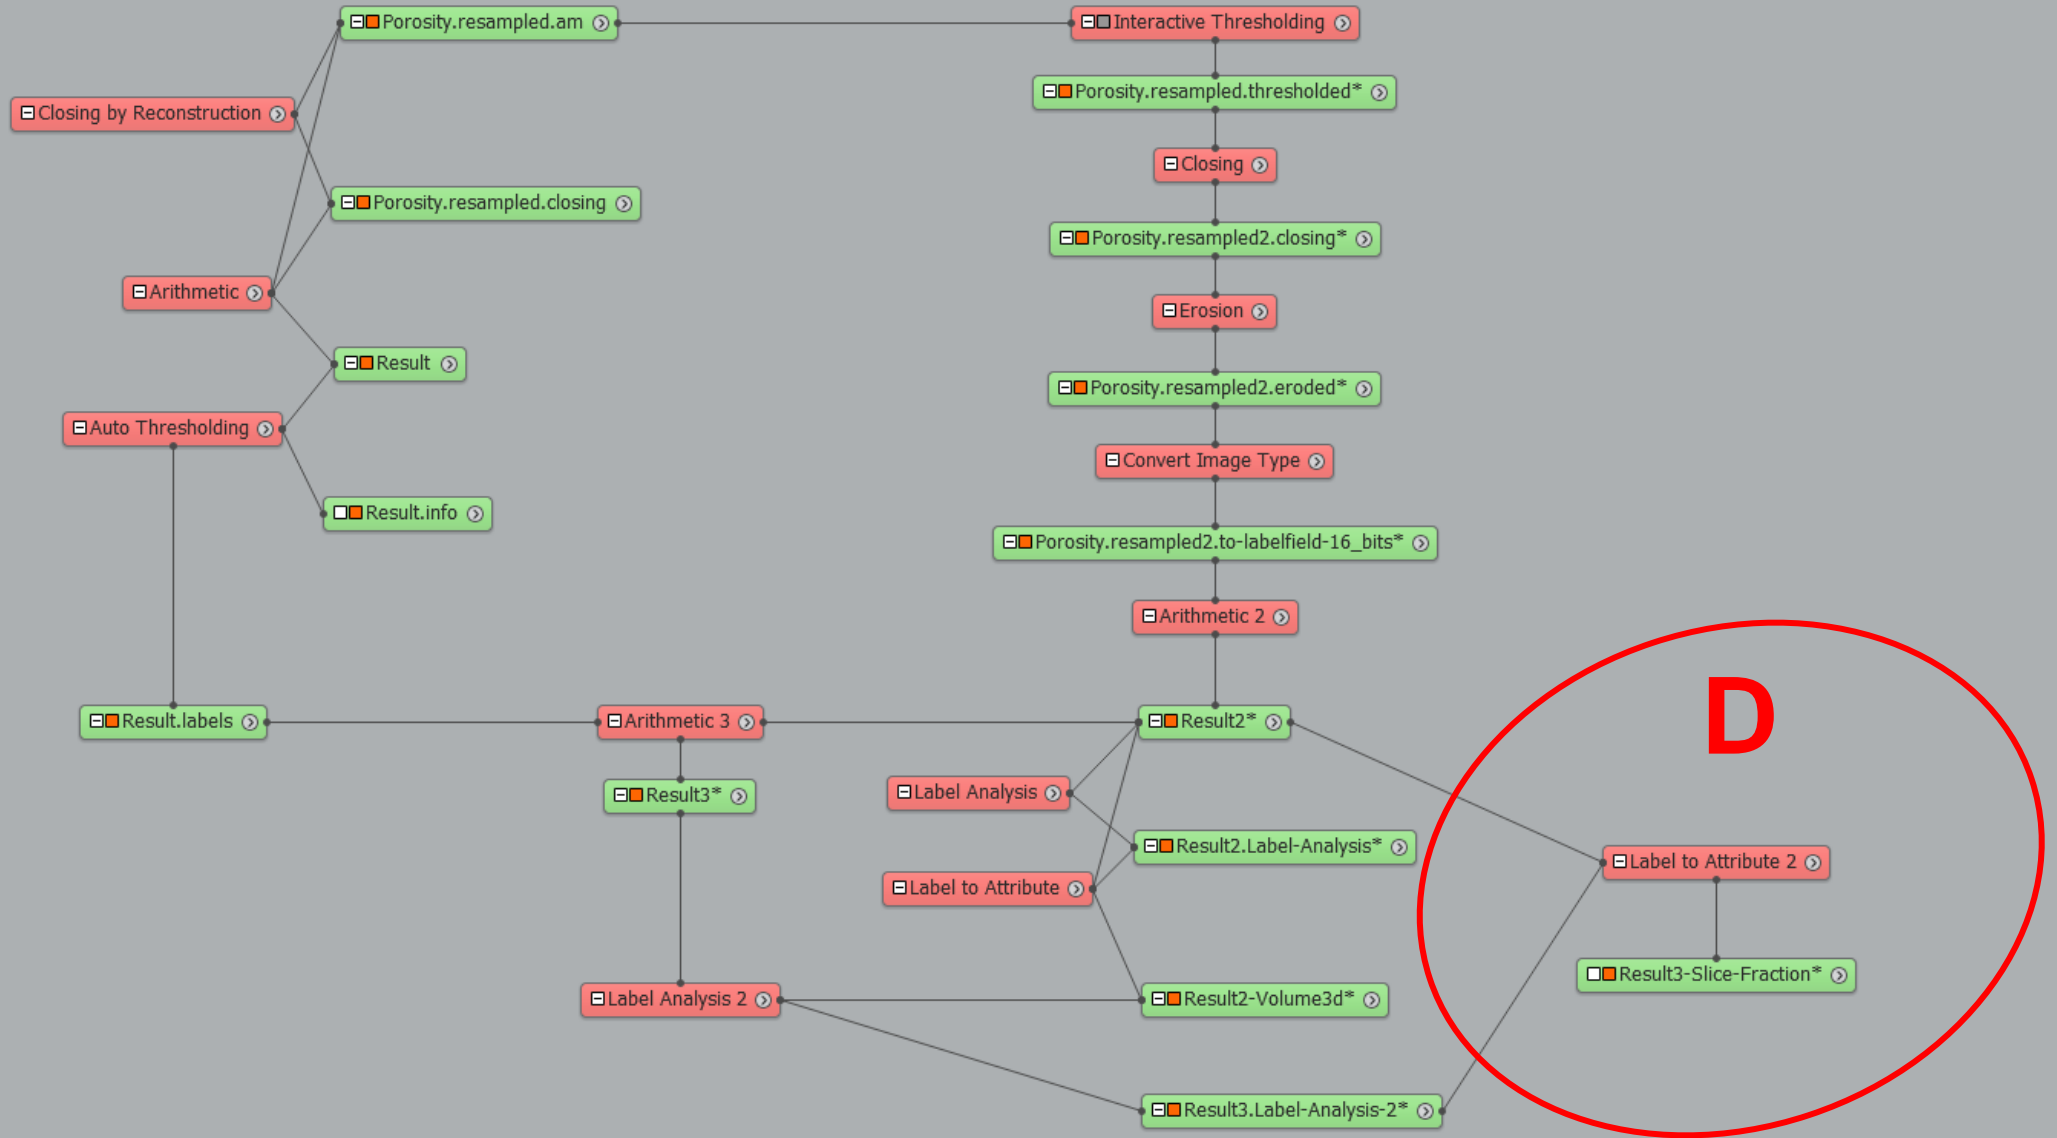 Porosity.resampled.am
Interactive Thresholding
Porosity.resampled.thresholded*
Closing by Reconstruction
Closing
Porosity.resampled.closing
Porosity.resampled2.closing*
Arithmetic
Erosion
Result
Porosity.resampled2.eroded*
Auto Thresholding
Convert Image Type
Result.info
Porosity.resampled2.to-labelfield-16_bits*
Arithmetic 2
D
Result.labels
Arithmetic 3
Result2*
Label Analysis
Result3*
Result2.Label-Analysis*
Label to Attribute 2
Label to Attribute
Result3-Slice-Fraction*
Label Analysis 2
Result2-Volume3d*
Result3.Label-Analysis-2*